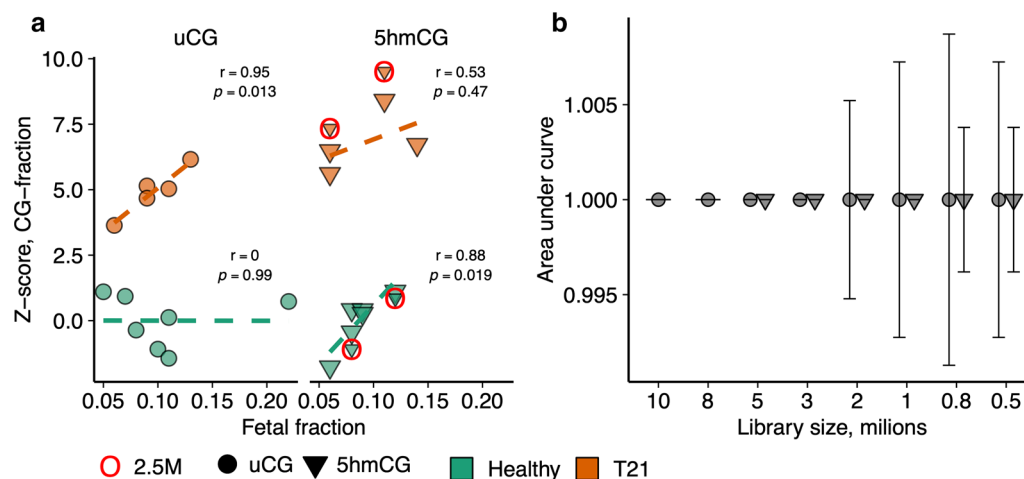 a
uCG
5hmCG
Z−score, CG−fraction
10.0
7.5
5.0
2.5
0.0
r = 0.95
p = 0.013
r = 0.53
p = 0.47
r = 0
p = 0.99
r = 0.88
p = 0.019
0.05 0.10 0.15 0.20
0.05 0.10 0.15 0.20
Fetal fraction
b
Area under curve
1.005
1.000
0.995
10 8 5 3 2 1 0.8 0.5
Library size, milions
2.5M uCG 5hmCG Healthy T21